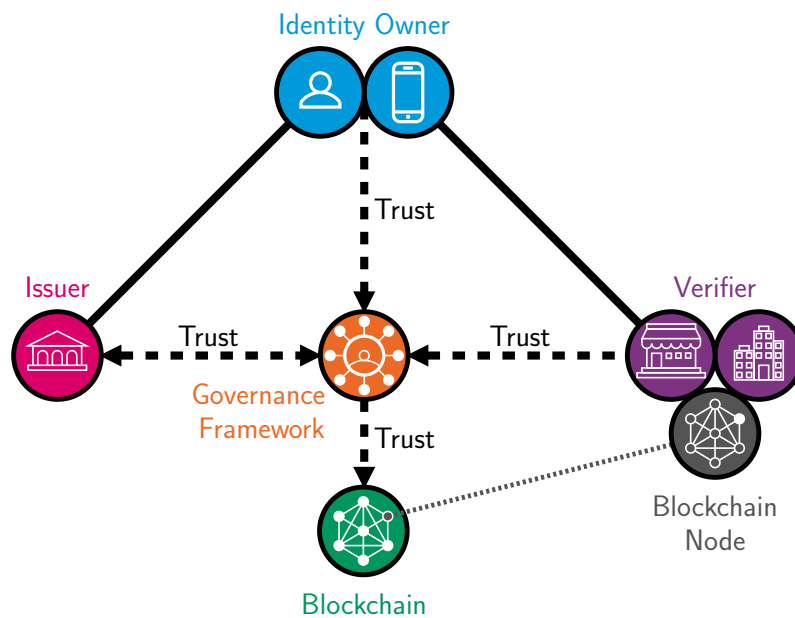 Identity Owner
Trust
Issuer
Verifier
Trust
Trust
Governance
Framework
Trust
Blockchain
Node
Blockchain